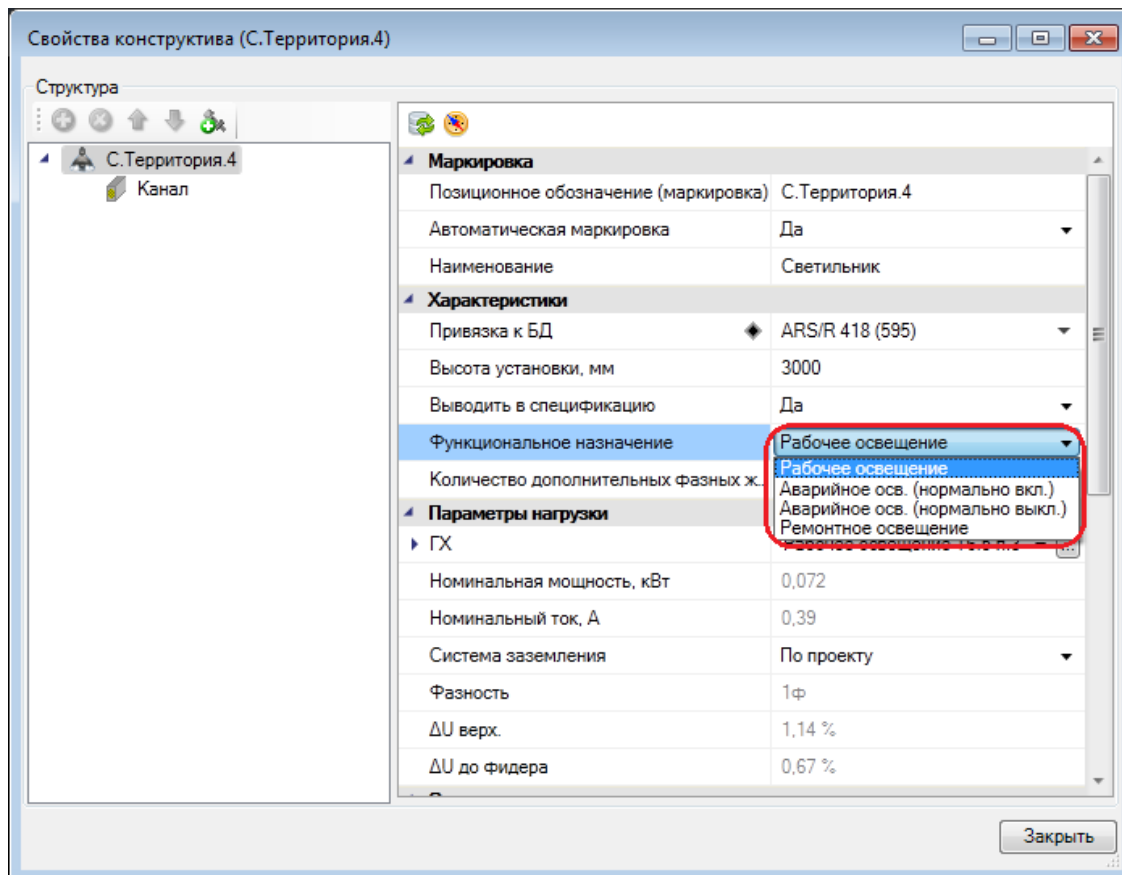 Свойства конструктива (С.Территория.4)
Структура
С.Территория.4
Канал
Маркировка
Позиционное обозначение (маркировка) С.Территория.4
Автоматическая маркировка Да
Наименование Светильник
Характеристики
Привязка к БД ARS/R 418 (595)
Высота установки, мм 3000
Выводить в спецификацию Да
Функциональное назначение Рабочее освещение
Рабочее освещение
Аварийное осв. (нормально вкл.)
Аварийное осв. (нормально выкл.)
Ремонтное освещение
Количество дополнительных фазных ж..
Параметры нагрузки
ГХ
Номинальная мощность, кВт 0,072
Номинальный ток, А 0,39
Система заземления По проекту
Фазность 1ф
ΔU верх. 1,14 %
ΔU до фидера 0,67 %
Закрыть